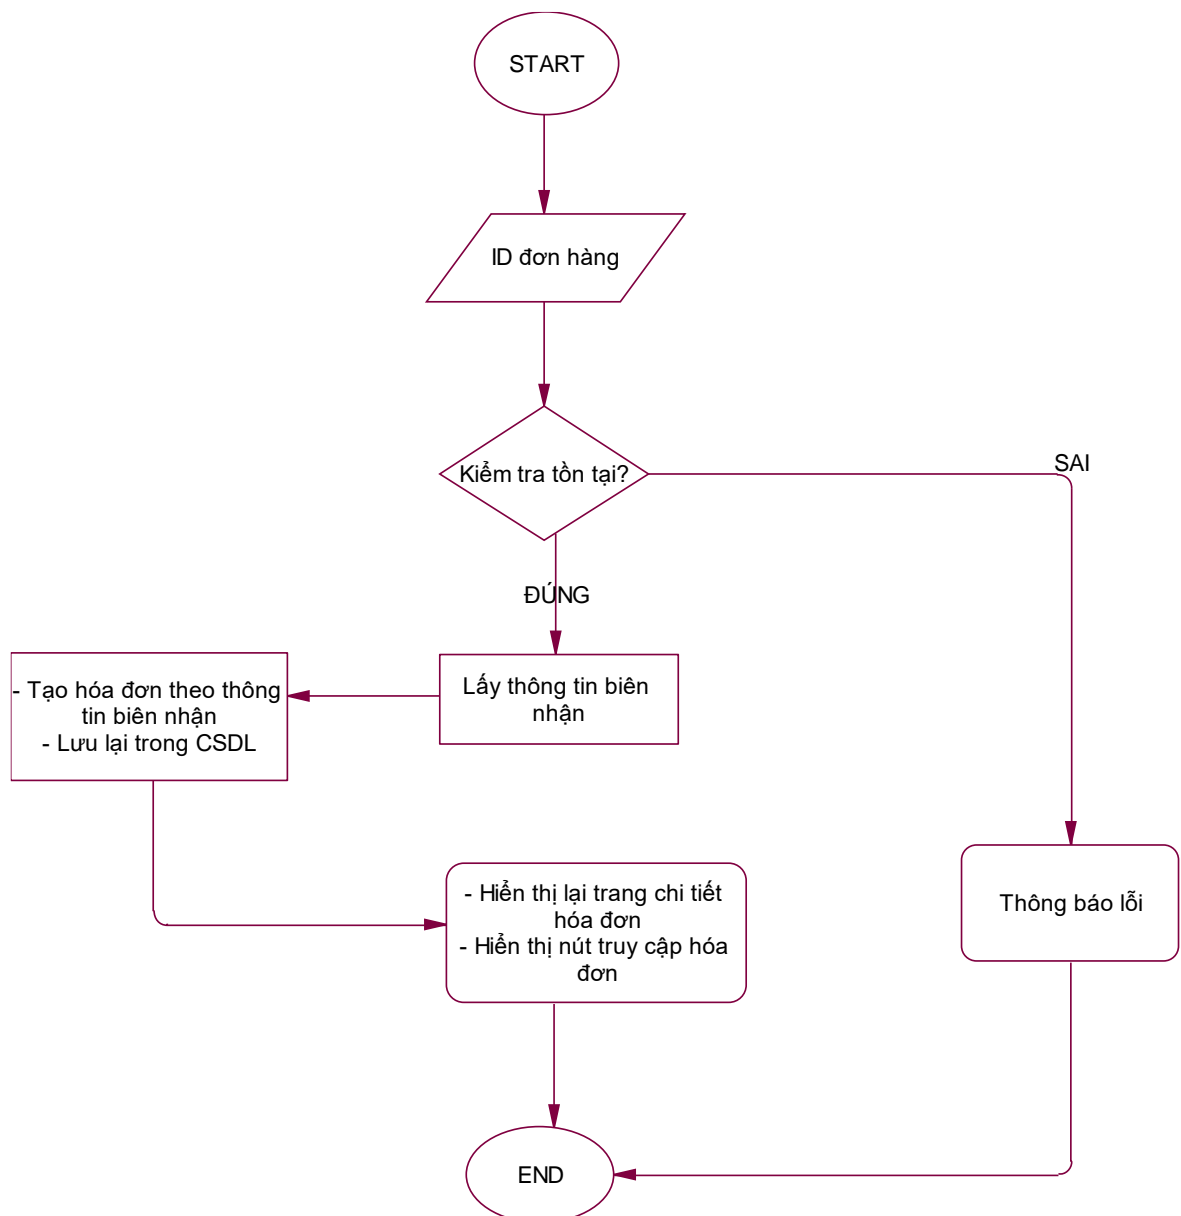 START
ID đơn hàng
Kiểm tra tồn tại?
SAI
ĐÚNG
Lấy thông tin biên
nhận
- Tạo hóa đơn theo thông
tin biên nhận
- Lưu lại trong CSDL
- Hiển thị lại trang chi tiết
hóa đơn
- Hiển thị nút truy cập hóa
đơn
Thông báo lỗi
END